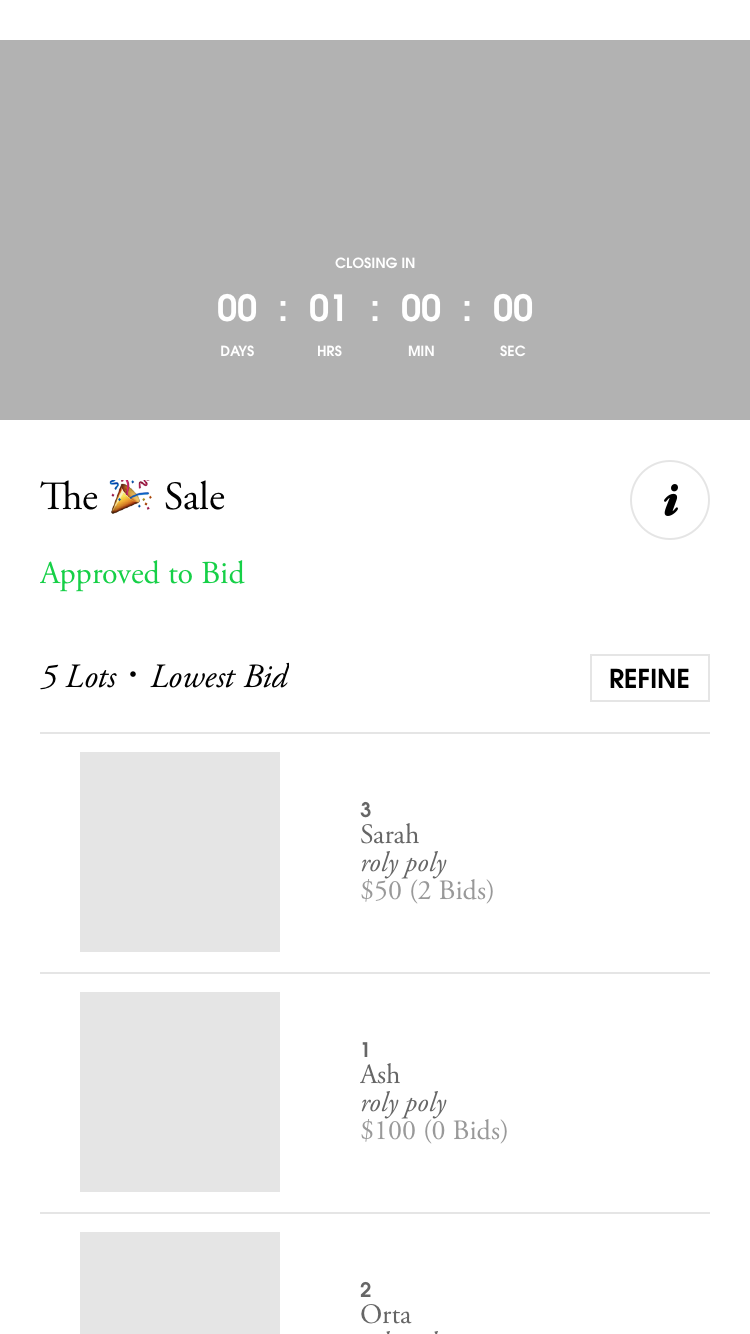 CLOSING IN
00 : 01 : 00 : 00
DAYS HRS MIN SEC
The 🎉 Sale
i
Approved to Bid
5 Lots • Lowest Bid
REFINE
3
Sarah
roly poly
$50 (2 Bids)
1
Ash
roly poly
$100 (0 Bids)
2
Orta